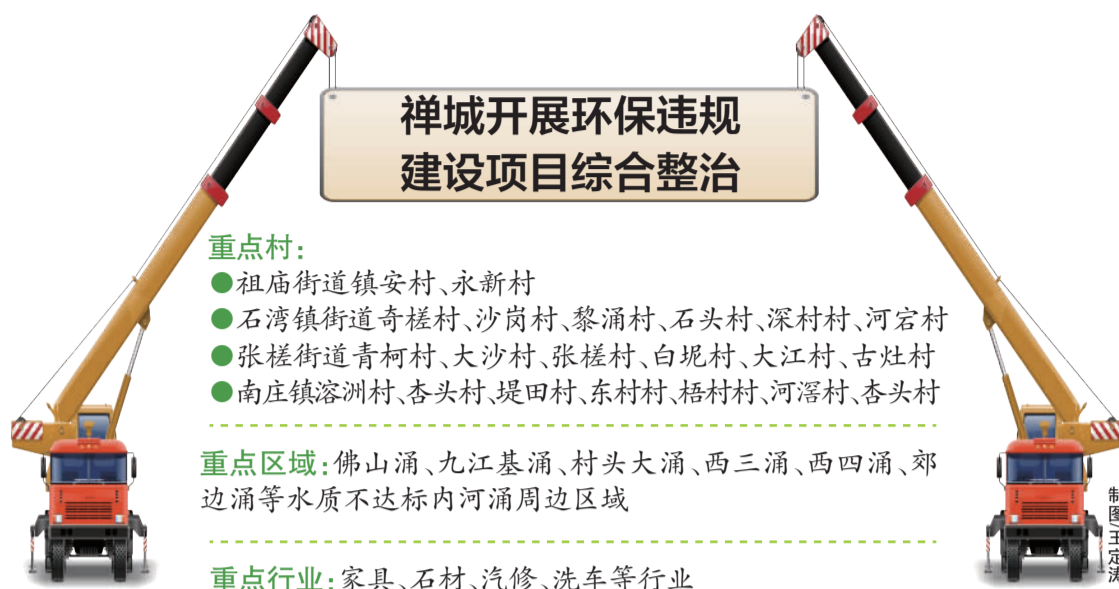 禅城开展环保违规
建设项目综合整治
重点村:
●祖庙街道镇安村、永新村
●石湾镇街道奇槎村、沙岗村、黎涌村、石头村、深村村、河宕村
●张槎街道青柯村、大沙村、张槎村、白坭村、大江村、古灶村
●南庄镇溶洲村、杏头村、堤田村、东村村、梧村村、河滘村、杏头村
重点区域:佛山涌、九江基涌、村头大涌、西三涌、西四涌、郊
边涌等水质不达标内河涌周边区域
重点行业:家具、石材、汽修、洗车等行业
制图/王定涛